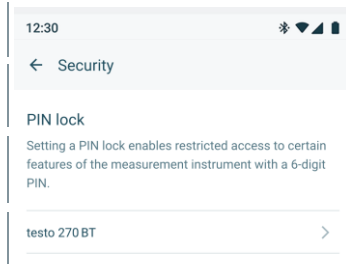 12:30
Security
PIN lock
Setting a PIN lock enables restricted access to certain
features of the measurement instrument with a 6-digit
PIN.
testo 270 BT